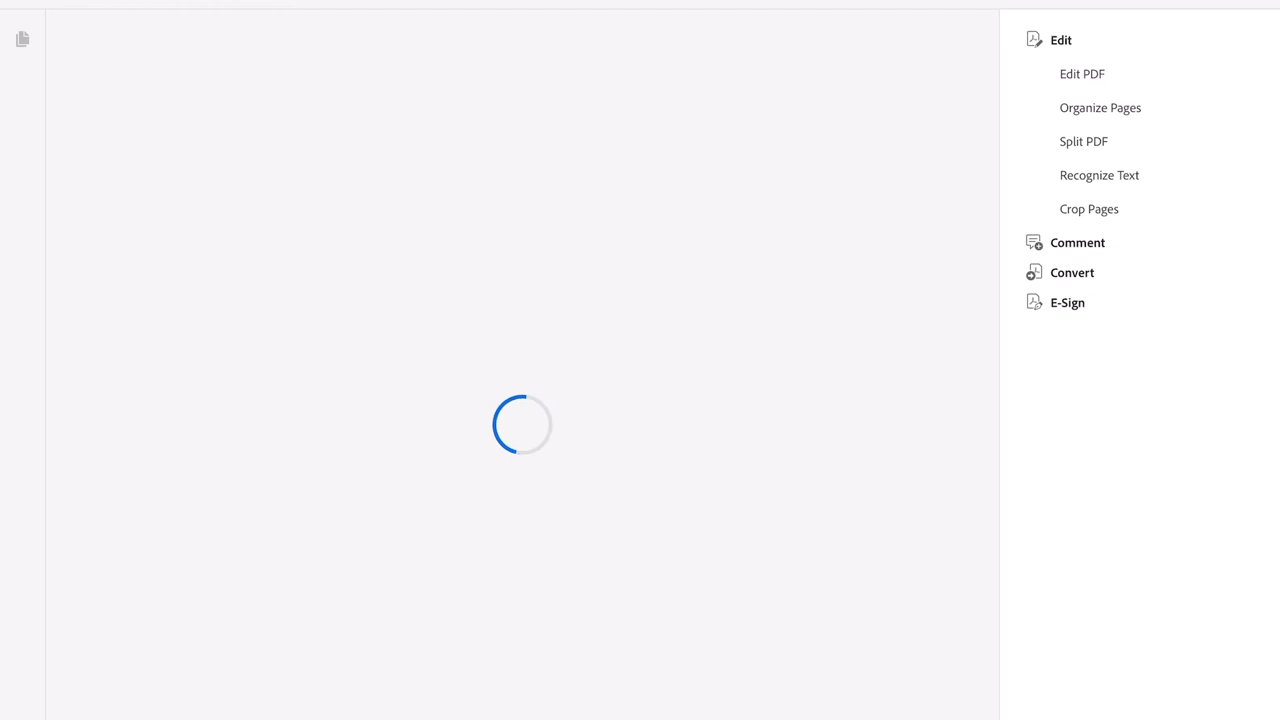 Edit
Edit PDF
Organize Pages
Split PDF
Recognize Text
Crop Pages
Comment
Convert
E-Sign